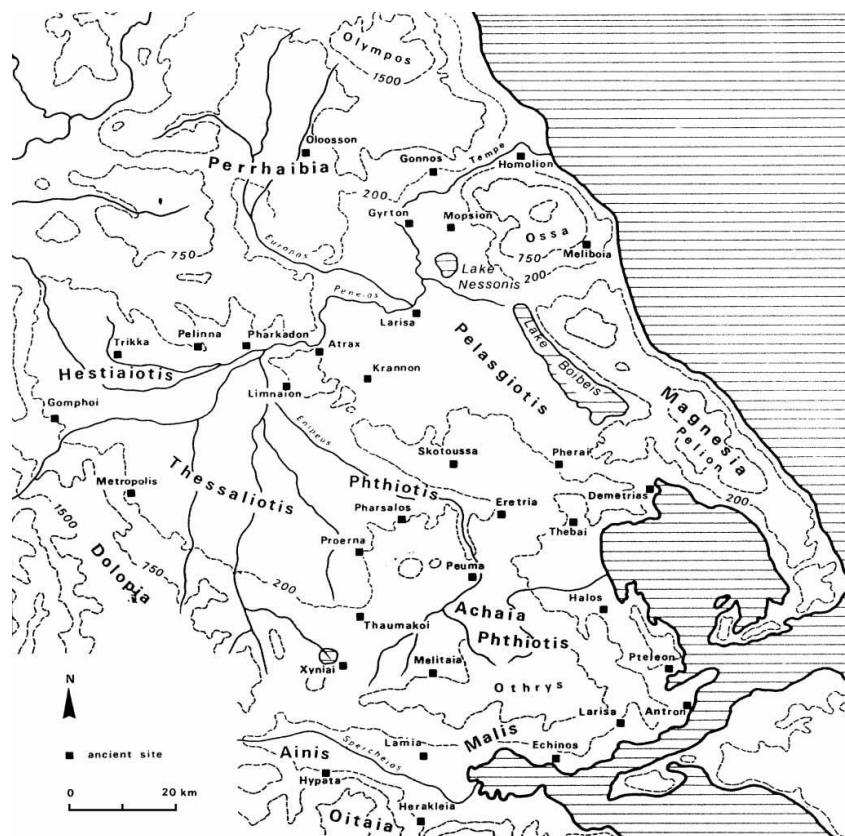 Olympos
1500
Oloosson
Perrhaibia
Gonnos
Tempe
Homolion
200
Gyrton
Mopsion
Ossa
750
200
Meliboia
750
Europos
Lake
Nessonis
Peneios
Larisa
Trikka
Pelinna
Pharkadon
Atrax
Krannon
Hestiaiotis
Limnaion
Pelasgiotis
Lake Boibeis
Gomphoi
Magnesia
Pelion
Enipeus
Skotoussa
Pherai
Metropolis
Thessaliotis
Phthiotis
Demetrias
200
1500
Pharsalos
Eretria
Thebai
Dolopia
750
Proerna
Peuma
200
Achaia
Phthiotis
Halos
Thaumakoi
Xyniai
Melitaia
Pteleon
Othrys
N
Larisa
Antron
ancient site
Ainis
Spercheios
Lamia
Malis
Echinos
Hypata
0 20 km
Herakleia
Oitaia